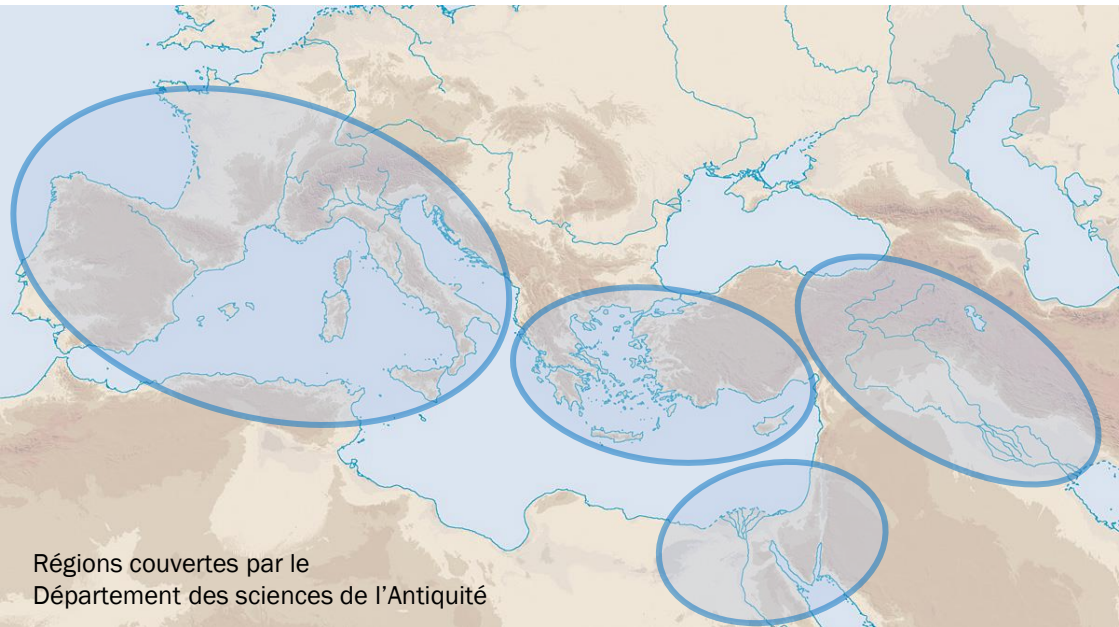 Régions couvertes par le
Département des sciences de l’Antiquité